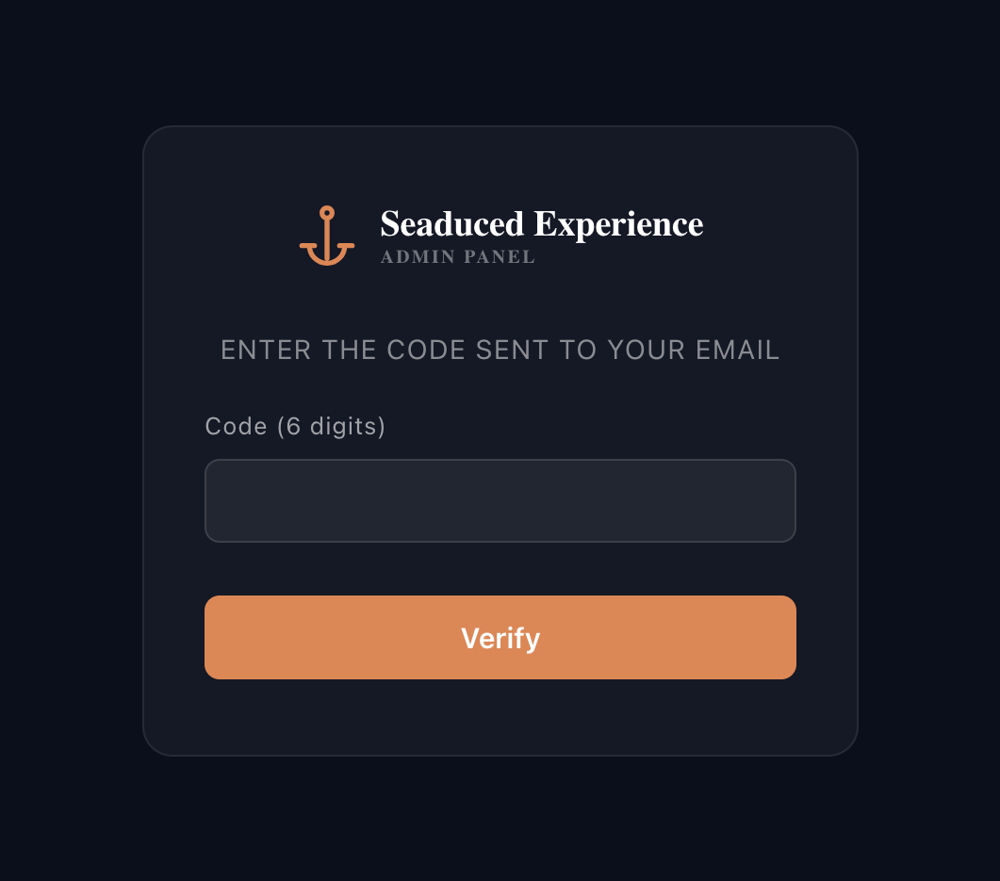 Seaduced Experience
ADMIN PANEL
ENTER THE CODE SENT TO YOUR EMAIL
Code (6 digits)
Verify